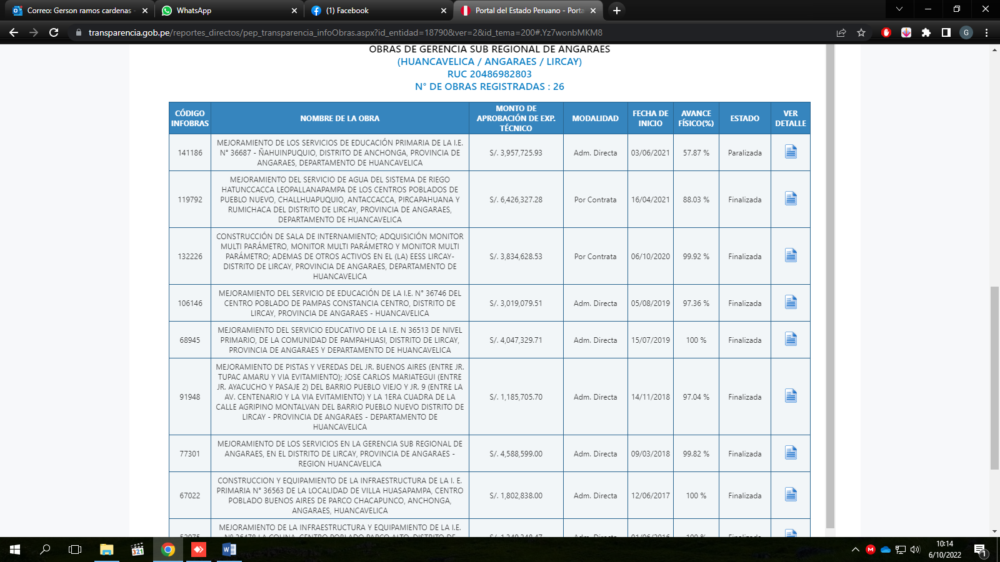 Correo: Gerson ramos cardenas -
WhatsApp
(1) Facebook
Portal del Estado Peruano - Porta
transparencia.gob.pe/reportes_directos/pep_transparencia_infoObras.aspx?id_entidad=18790&ver=2&id_tema=200#.Yz7wonbMKM8
G
OBRAS DE GERENCIA SUB REGIONAL DE ANGARAES
(HUANCAVELICA / ANGARAES / LIRCAY)
RUC 20486982803
N° DE OBRAS REGISTRADAS : 26
CÓDIGO
INFOBRAS
NOMBRE DE LA OBRA
MONTO DE
APROBACIÓN DE EXP.
TÉCNICO
MODALIDAD
FECHA DE
INICIO
AVANCE
FÍSICO(%)
ESTADO
VER
DETALLE
141186
MEJORAMIENTO DE LOS SERVICIOS DE EDUCACIÓN PRIMARIA DE LA I.E.
N° 36687 - ÑAHUINPUQUIO, DISTRITO DE ANCHONGA, PROVINCIA DE
ANGARAES, DEPARTAMENTO DE HUANCAVELICA
S/. 3,957,725.93
Adm. Directa
03/06/2021
57.87 %
Paralizada
119792
MEJORAMIENTO DEL SERVICIO DE AGUA DEL SISTEMA DE RIEGO
HATUNCCACCA LEOPALLANAPAMPA DE LOS CENTROS POBLADOS DE
PUEBLO NUEVO, CHALLHUAPUQUIO, ANTACCACCA, PIRCAPAHUANA Y
RUMICHACA DEL DISTRITO DE LIRCAY, PROVINCIA DE ANGARAES,
DEPARTAMENTO DE HUANCAVELICA
S/. 6,426,327.28
Por Contrata
16/04/2021
88.03 %
Finalizada
132226
CONSTRUCCIÓN DE SALA DE INTERNAMIENTO; ADQUISICIÓN MONITOR
MULTI PARÁMETRO, MONITOR MULTI PARÁMETRO Y MONITOR MULTI
PARÁMETRO; ADEMAS DE OTROS ACTIVOS EN EL (LA) EESS LIRCAY-
DISTRITO DE LIRCAY, PROVINCIA DE ANGARAES, DEPARTAMENTO DE
HUANCAVELICA
S/. 3,834,628.53
Por Contrata
06/10/2020
99.92 %
Finalizada
106146
MEJORAMIENTO DEL SERVICIO DE EDUCACIÓN DE LA I.E. N° 36746 DEL
CENTRO POBLADO DE PAMPAS CONSTANCIA CENTRO, DISTRITO DE
LIRCAY, PROVINCIA DE ANGARAES - HUANCAVELICA
S/. 3,019,079.51
Adm. Directa
05/08/2019
97.36 %
Finalizada
68945
MEJORAMIENTO DEL SERVICIO EDUCATIVO DE LA I.E. N 36513 DE NIVEL
PRIMARIO, DE LA COMUNIDAD DE PAMPAHUASI, DISTRITO DE LIRCAY,
PROVINCIA DE ANGARAES Y DEPARTAMENTO DE HUANCAVELICA
S/. 4,047,329.71
Adm. Directa
15/07/2019
100 %
Finalizada
91948
MEJORAMIENTO DE PISTAS Y VEREDAS DEL JR. BUENOS AIRES (ENTRE JR.
TUPAC AMARU Y VIA EVITAMIENTO); JOSE CARLOS MARIATEGUI (ENTRE
JR. AYACUCHO Y PASAJE 2) DEL BARRIO PUEBLO VIEJO Y JR. 9 (ENTRE LA
AV. CENTENARIO Y LA VIA EVITAMIENTO) Y LA 1ERA CUADRA DE LA
CALLE AGRIPINO MONTALVAN DEL BARRIO PUEBLO NUEVO DISTRITO DE
LIRCAY - PROVINCIA DE ANGARAES - DEPARTAMENTO DE
HUANCAVELICA
S/. 1,185,705.70
Adm. Directa
14/11/2018
97.04 %
Finalizada
77301
MEJORAMIENTO DE LOS SERVICIOS EN LA GERENCIA SUB REGIONAL DE
ANGARAES, EN EL DISTRITO DE LIRCAY, PROVINCIA DE ANGARAES -
REGION HUANCAVELICA
S/. 4,588,599.00
Adm. Directa
09/03/2018
99.82 %
Finalizada
67022
CONSTRUCCION Y EQUIPAMIENTO DE LA INFRAESTRUCTURA DE LA I. E.
PRIMARIA N° 36563 DE LA LOCALIDAD DE VILLA HUASAPAMPA, CENTRO
POBLADO BUENOS AIRES DE PARCO CHACAPUNCO, ANCHONGA,
ANGARAES, HUANCAVELICA
S/. 1,802,838.00
Adm. Directa
12/06/2017
100 %
Finalizada
MEJORAMIENTO DE LA INFRAESTRUCTURA Y EQUIPAMIENTO DE LA I.E.
321
10:14
6/10/2022
1